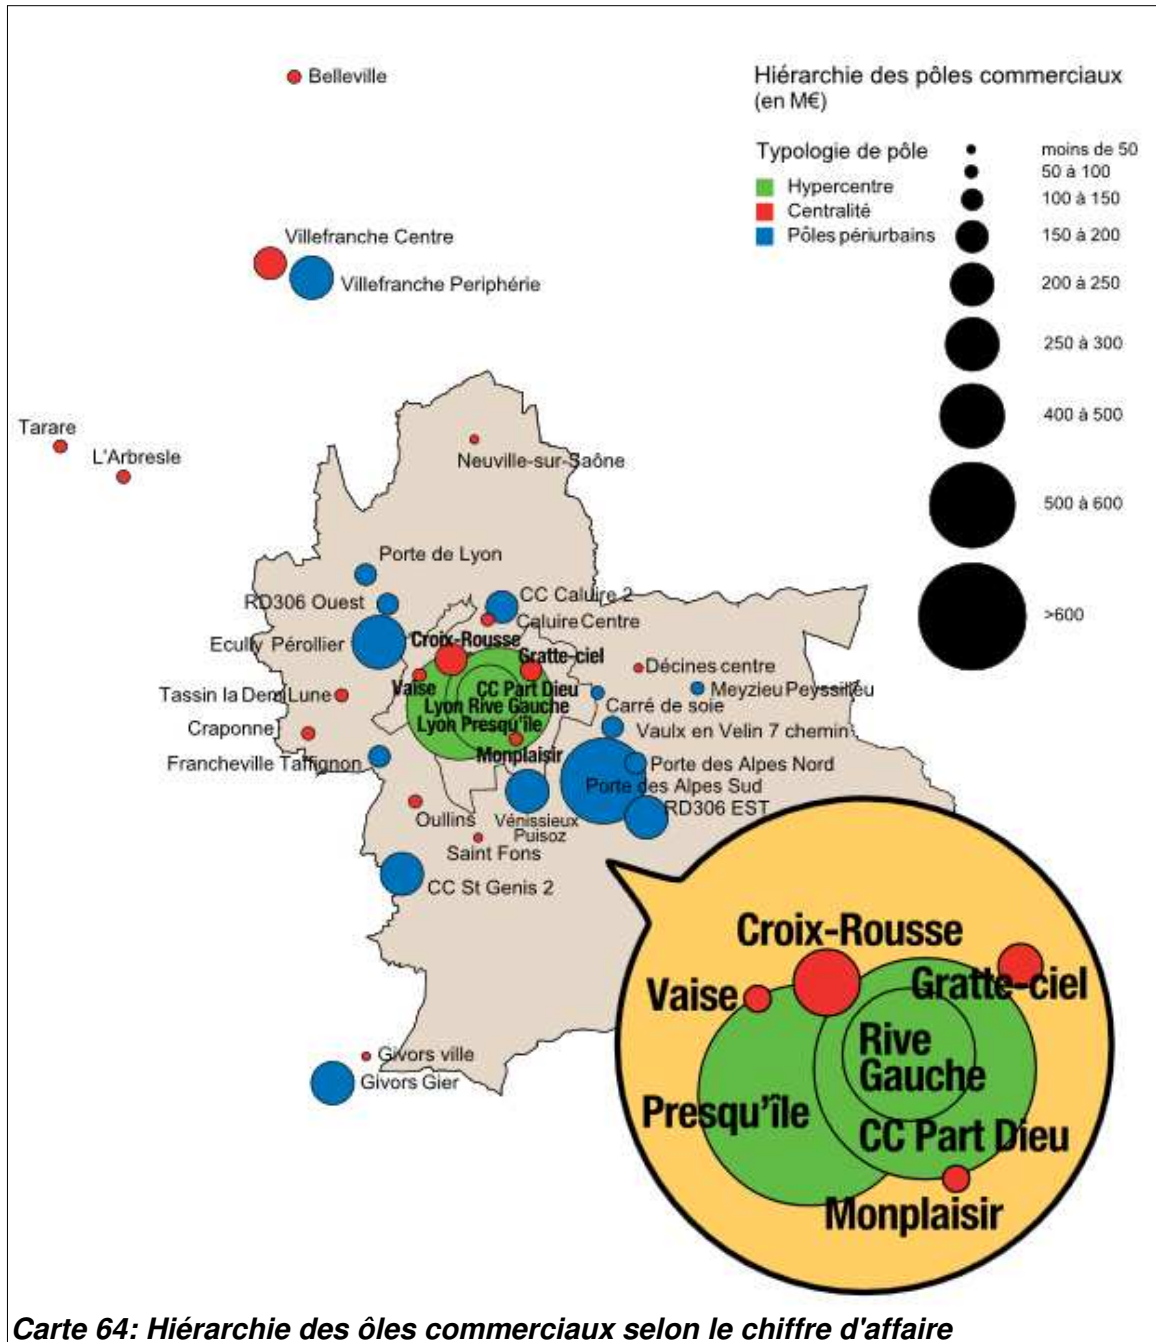 Belleville
Hiérarchie des pôles commerciaux
(en M€)
Typologie de pôle
Hypercentre
Centralité
Pôles périurbains
moins de 50
50 à 100
100 à 150
150 à 200
200 à 250
250 à 300
400 à 500
500 à 600
>600
Villefranche Centre
Villefranche Periphérie
Tarare
L'Arbresle
Neuville-sur-Saône
Porte de Lyon
RD306 Ouest
CC Caluire 2
Caluire Centre
Ecully Pérollier
Croix-Rousse
Gratte-ciel
Décines centre
Vaise
CC Part Dieu
Meyzieu Peyssilieu
Tassin la Demi Lune
Lyon Rive Gauche
Carré de soie
Craponne
Lyon Presqu'île
Vaulx en Velin 7 chemin
Francheville Taffignon
Monplaisir
Porte des Alpes Nord
Porte des Alpes Sud
RD306 EST
Oullins
Vénissieux
Puisoz
Saint Fons
CC St Genis 2
Givors ville
Givors Gier
Croix-Rousse
Vaise
Gratte-ciel
Rive
Gauche
Presqu'île
CC Part Dieu
Monplaisir
Carte 64: Hiérarchie des ôles commerciaux selon le chiffre d'affaire